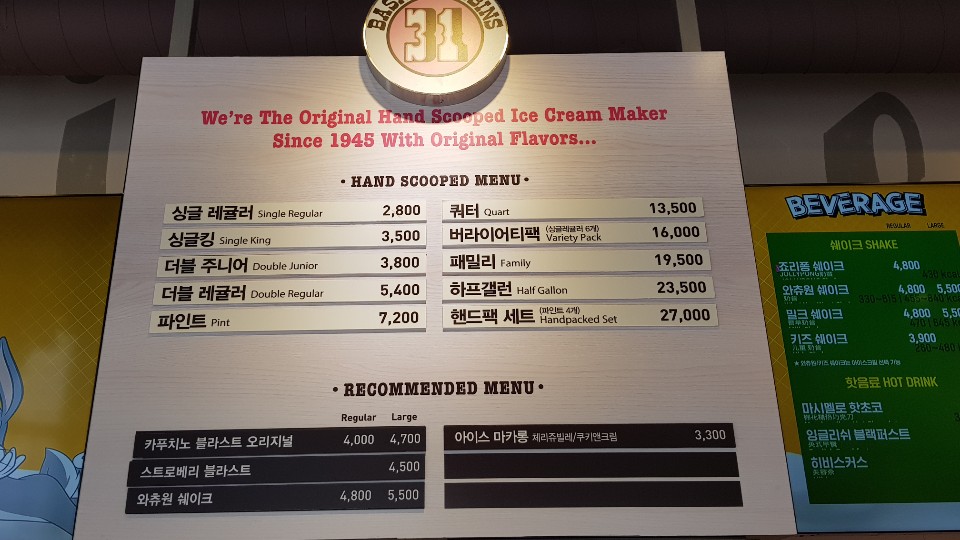 BASKIN ROBBINS
31
We're The Original Hand Scooped Ice Cream Maker
Since 1945 With Original Flavors...
• HAND SCOOPED MENU •
싱글 레귤러 Single Regular 2,800
싱글킹 Single King 3,500
더블 주니어 Double Junior 3,800
더블 레귤러 Double Regular 5,400
파인트 Pint 7,200
쿼터 Quart 13,500
버라이어티팩 (싱글레귤러 6개) Variety Pack 16,000
패밀리 Family 19,500
하프갤런 Half Gallon 23,500
핸드팩 세트 (파인트 4개) Handpacked Set 27,000
• RECOMMENDED MENU •
Regular Large
카푸치노 블라스트 오리지널 4,000 4,700
스트로베리 블라스트 4,500
와츄원 쉐이크 4,800 5,500
아이스 마카롱 체리쥬빌레/쿠키앤크림 3,300
BEVERAGE
REGULAR LARGE
쉐이크 SHAKE
죠리퐁 쉐이크 4,800
와츄원 쉐이크 4,800
밀크 쉐이크 4,800
키즈 쉐이크 3,900
핫음료 HOT DRINK
마시멜로 핫초코
잉글리쉬 블랙퍼스트
히비스커스